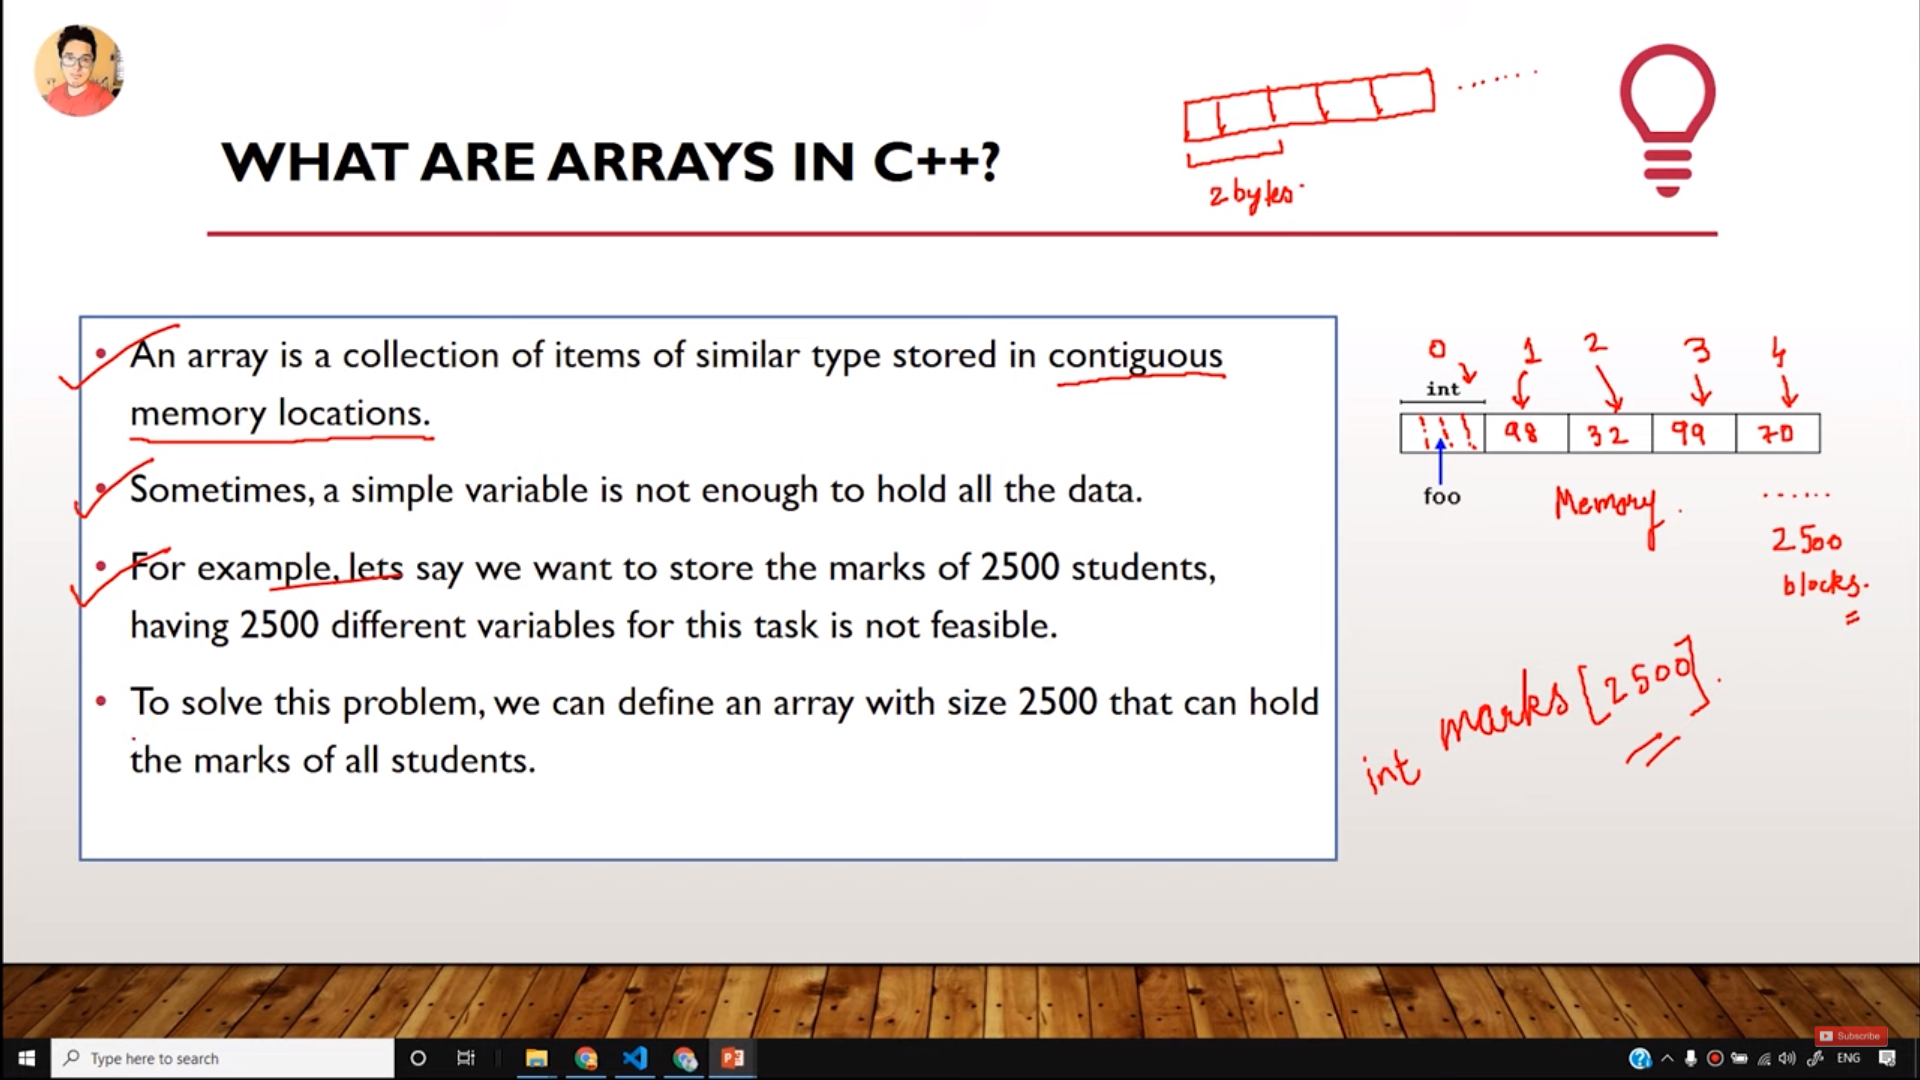 WHAT ARE ARRAYS IN C++?
2 bytes.
• An array is a collection of items of similar type stored in contiguous
memory locations.
• Sometimes, a simple variable is not enough to hold all the data.
• For example, lets say we want to store the marks of 2500 students,
having 2500 different variables for this task is not feasible.
• To solve this problem, we can define an array with size 2500 that can hold
the marks of all students.
0 1 2 3 4
int
98 32 99 70
foo
Memory.
......
2500
blocks.
int marks [2500].
Subscribe
Type here to search
ENG